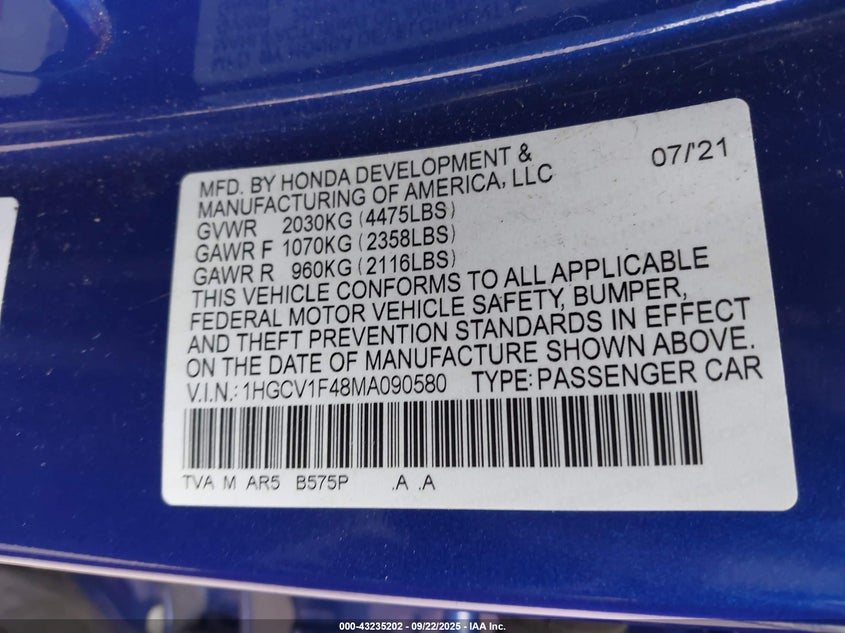 MFD. BY HONDA DEVELOPMENT & 07/'21
MANUFACTURING OF AMERICA, LLC
GVWR 2030KG (4475LBS)
GAWR F 1070KG (2358LBS)
GAWR R 960KG (2116LBS)
THIS VEHICLE CONFORMS TO ALL APPLICABLE
FEDERAL MOTOR VEHICLE SAFETY, BUMPER,
AND THEFT PREVENTION STANDARDS IN EFFECT
ON THE DATE OF MANUFACTURE SHOWN ABOVE.
V.I.N.: 1HGCV1F48MA090580 TYPE: PASSENGER CAR
TVA M AR5 B575P .A .A
000-43235202 - 09/22/2025 - IAA, Inc.